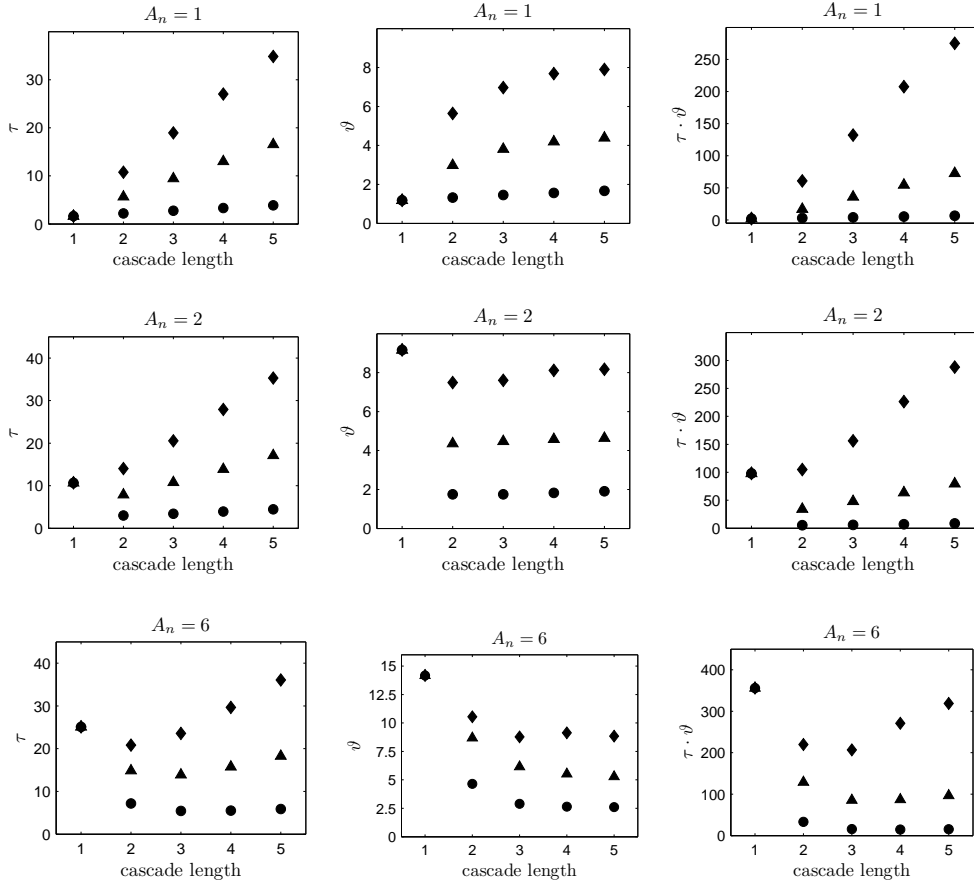 A_n = 1
τ
30
20
10
0
1 2 3 4 5
cascade length
A_n = 1
ϑ
8
6
4
2
0
1 2 3 4 5
cascade length
A_n = 1
τ · ϑ
250
200
150
100
50
0
1 2 3 4 5
cascade length
A_n = 2
τ
40
30
20
10
0
1 2 3 4 5
cascade length
A_n = 2
ϑ
8
6
4
2
0
1 2 3 4 5
cascade length
A_n = 2
τ · ϑ
300
250
200
150
100
50
0
1 2 3 4 5
cascade length
A_n = 6
τ
40
30
20
10
0
1 2 3 4 5
cascade length
A_n = 6
ϑ
15
12.5
10
7.5
5
2.5
0
1 2 3 4 5
cascade length
A_n = 6
τ · ϑ
400
300
200
100
0
1 2 3 4 5
cascade length